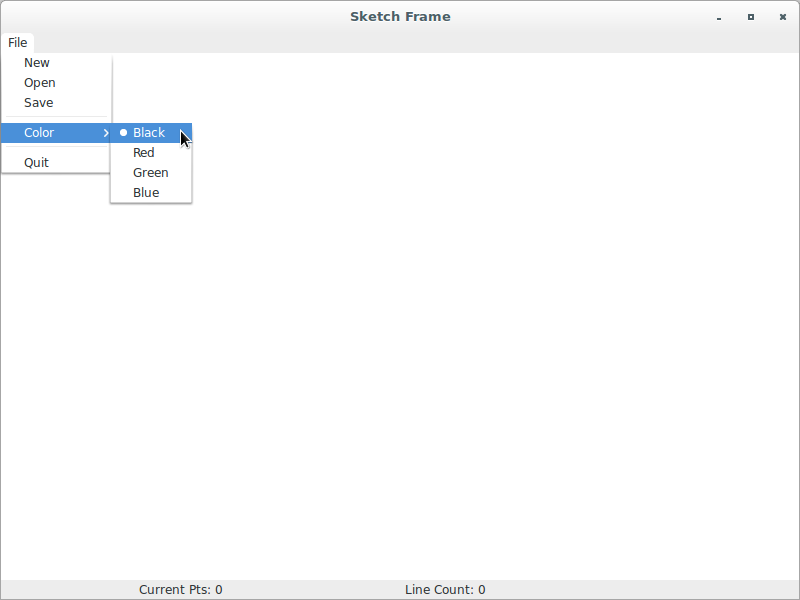 Sketch Frame
File
New
Open
Save
Color
Quit
Black
Red
Green
Blue
Current Pts: 0 Line Count: 0